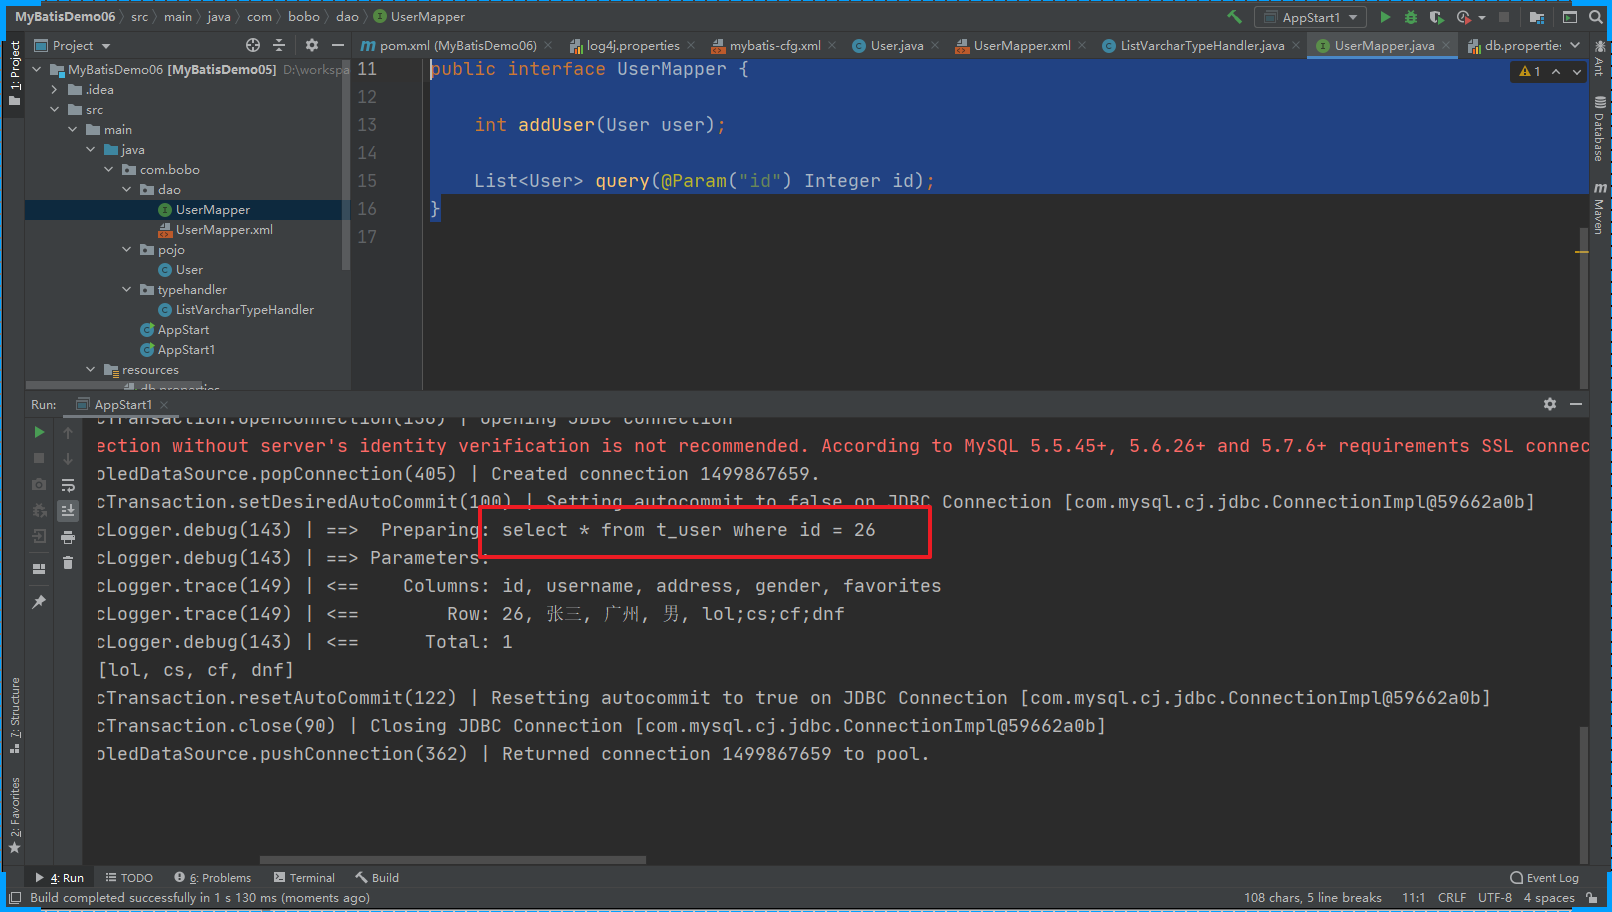 MyBatisDemo06 src main java com bobo dao UserMapper
AppStart1
Project
pom.xml (MyBatisDemo06) log4j.properties mybatis-cfg.xml User.java UserMapper.xml ListVarcharTypeHandler.java UserMapper.java db.properties
1: Project
MyBatisDemo06 [MyBatisDemo05] D:\workspa
.idea
src
main
java
com.bobo
dao
UserMapper
UserMapper.xml
pojo
User
typehandler
ListVarcharTypeHandler
AppStart
AppStart1
resources
db.properties
11 public interface UserMapper {
12
13 int addUser(User user);
14
15 List<User> query(@Param("id") Integer id);
16 }
17
1
Ant
Database
Maven
Run: AppStart1
cTransaction.openConnection(136) | Opening JDBC Connection
ection without server's identity verification is not recommended. According to MySQL 5.5.45+, 5.6.26+ and 5.7.6+ requirements SSL connec
oledDataSource.popConnection(405) | Created connection 1499867659.
cTransaction.setDesiredAutoCommit(100) | Setting autocommit to false on JDBC Connection [com.mysql.cj.jdbc.ConnectionImpl@59662a0b]
cLogger.debug(143) | ==>  Preparing: select * from t_user where id = 26
cLogger.debug(143) | ==> Parameters:
cLogger.trace(149) | <==    Columns: id, username, address, gender, favorites
cLogger.trace(149) | <==        Row: 26, 张三, 广州, 男, lol;cs;cf;dnf
cLogger.debug(143) | <==      Total: 1
[lol, cs, cf, dnf]
cTransaction.resetAutoCommit(122) | Resetting autocommit to true on JDBC Connection [com.mysql.cj.jdbc.ConnectionImpl@59662a0b]
cTransaction.close(90) | Closing JDBC Connection [com.mysql.cj.jdbc.ConnectionImpl@59662a0b]
oledDataSource.pushConnection(362) | Returned connection 1499867659 to pool.
7: Structure
2: Favorites
4: Run TODO 6: Problems Terminal Build Event Log
Build completed successfully in 1 s 130 ms (moments ago) 108 chars, 5 line breaks 11:1 CRLF UTF-8 4 spaces